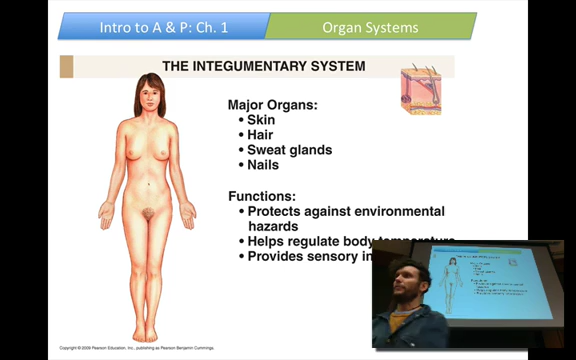 Intro to A & P: Ch. 1
Organ Systems
THE INTEGUMENTARY SYSTEM
Major Organs:
• Skin
• Hair
• Sweat glands
• Nails
Functions:
• Protects against environmental
hazards
• Helps regulate body temperature
• Provides sensory
Copyright © 2009 Pearson Education, Inc., publishing as Pearson Benjamin Cummings.